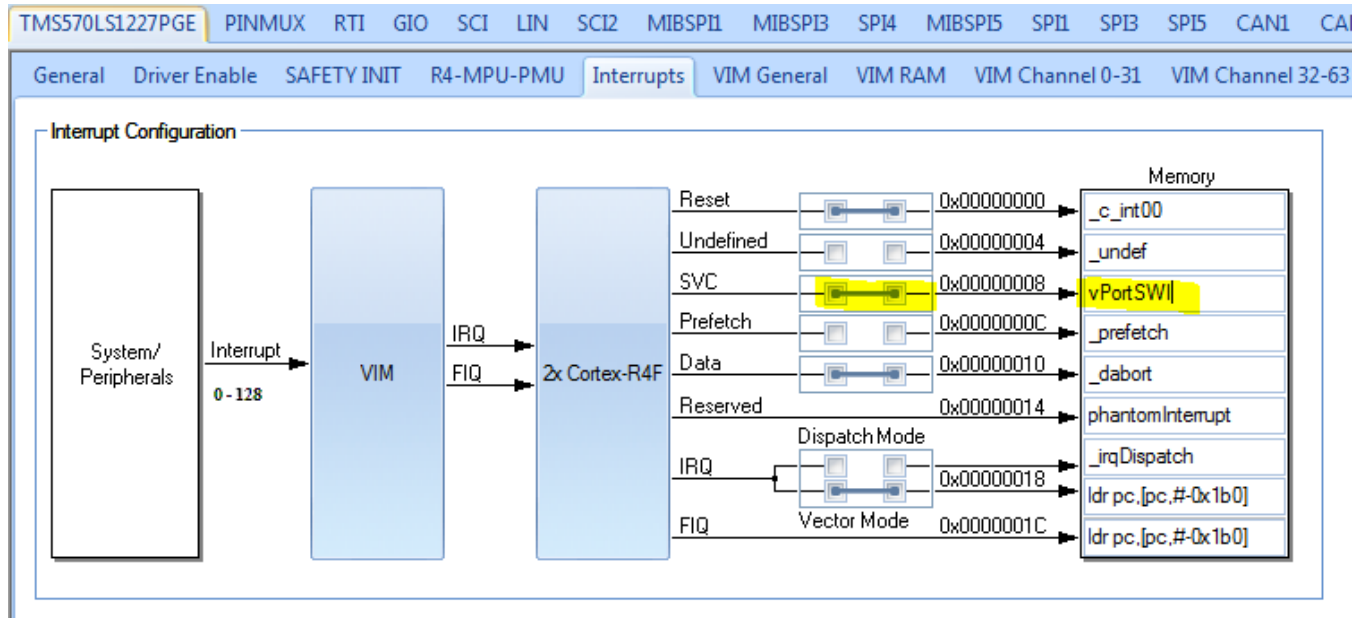 TMS570LS1227PGE PINMUX RTI GIO SCI LIN SCI2 MIBSPI1 MIBSPI3 SPI4 MIBSPI5 SPI1 SPI3 SPI5 CAN1
General Driver Enable SAFETY INIT R4-MPU-PMU Interrupts VIM General VIM RAM VIM Channel 0-31 VIM Channel 32-63
Interrupt Configuration
Memory
Reset 0x00000000 _c_int00
Undefined 0x00000004 _undef
SVC 0x00000008 vPortSWI
Prefetch 0x0000000C _prefetch
System/
Peripherals
Interrupt
0 - 128
VIM
IRQ
FIQ
2x Cortex-R4F
Data 0x00000010 _dabort
Reserved 0x00000014 phantomInterrupt
Dispatch Mode
IRQ 0x00000018 _irqDispatch
ldr pc,[pc,#-0x1b0]
Vector Mode
FIQ 0x0000001C ldr pc,[pc,#-0x1b0]